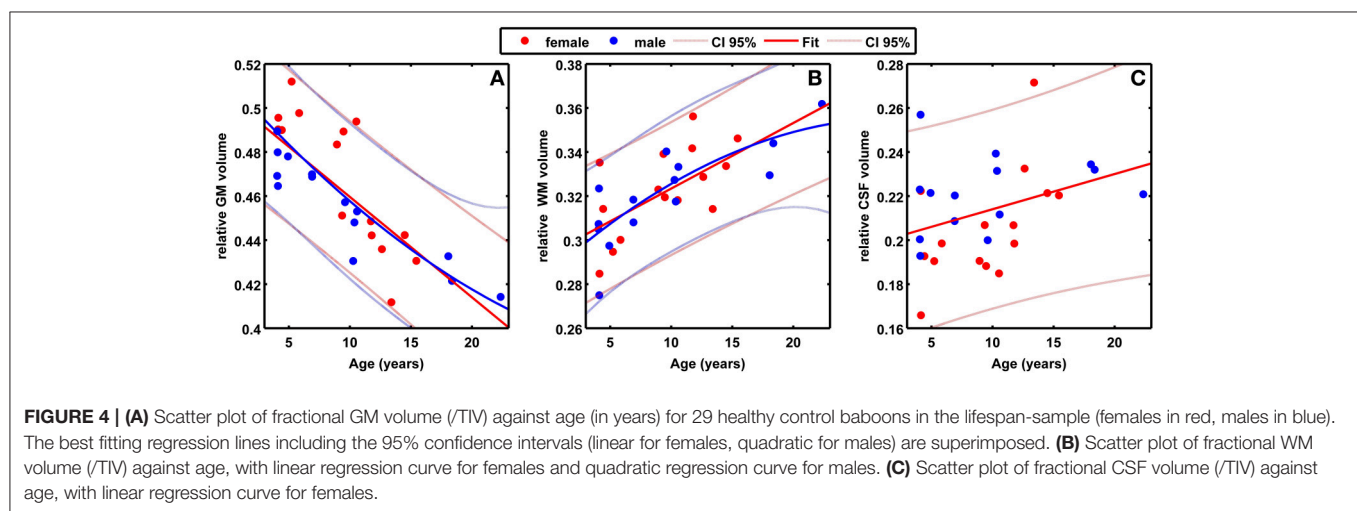 female male CI 95% Fit CI 95%
A
0.52
0.5
0.48
0.46
0.44
0.42
0.4
relative GM volume
5 10 15 20
Age (years)
B
0.38
0.36
0.34
0.32
0.3
0.28
0.26
relative WM volume
5 10 15 20
Age (years)
C
0.28
0.26
0.24
0.22
0.2
0.18
0.16
relative CSF volume
5 10 15 20
Age (years)
FIGURE 4 | (A) Scatter plot of fractional GM volume (/TIV) against age (in years) for 29 healthy control baboons in the lifespan-sample (females in red, males in blue).
The best fitting regression lines including the 95% confidence intervals (linear for females, quadratic for males) are superimposed. (B) Scatter plot of fractional WM
volume (/TIV) against age, with linear regression curve for females and quadratic regression curve for males. (C) Scatter plot of fractional CSF volume (/TIV) against
age, with linear regression curve for females.